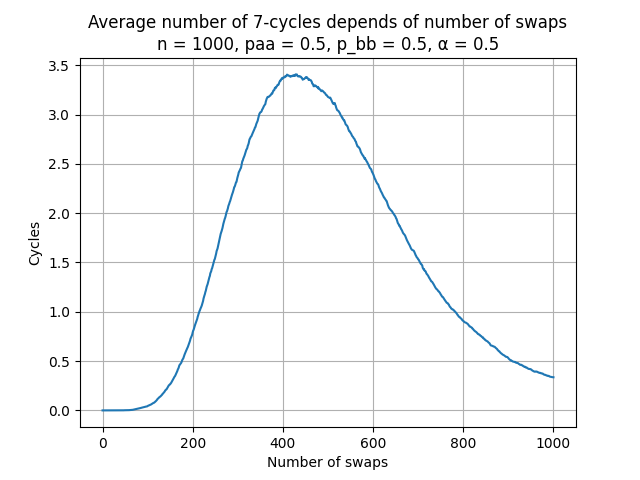 Average number of 7-cycles depends of number of swaps
n = 1000, paa = 0.5, p_bb = 0.5, α = 0.5
3.5
3.0
2.5
2.0
1.5
1.0
0.5
0.0
Cycles
0 200 400 600 800 1000
Number of swaps